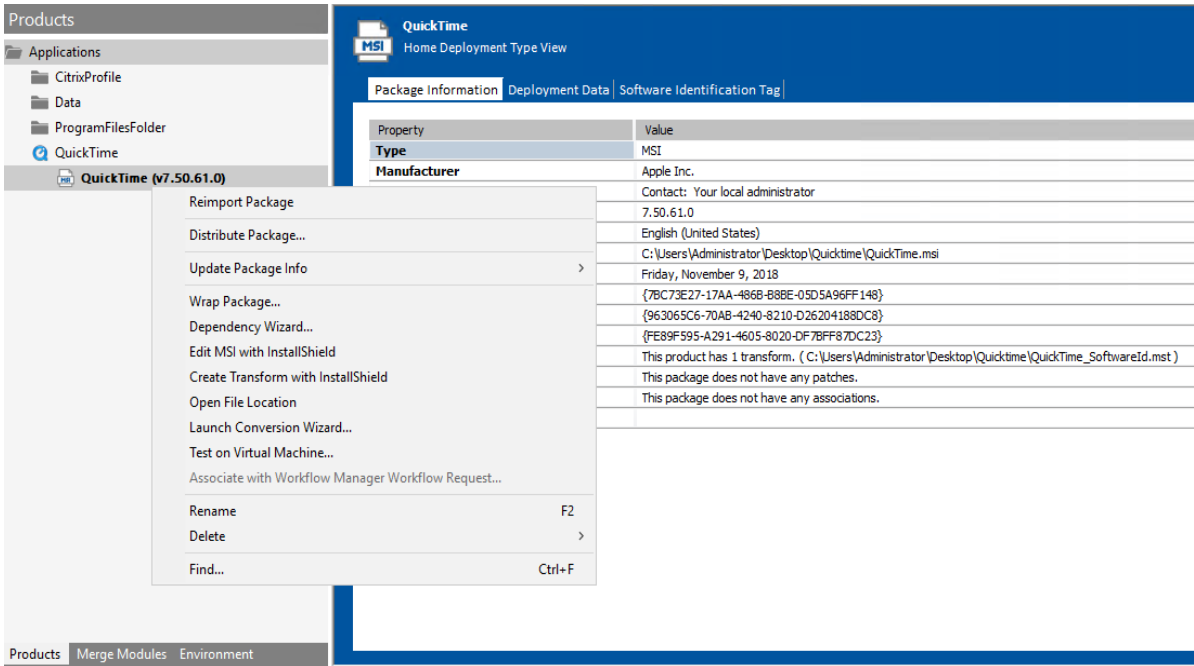 Products
Applications
CitrixProfile
Data
ProgramFilesFolder
QuickTime
QuickTime (v7.50.61.0)
Reimport Package
Distribute Package...
Update Package Info
Wrap Package...
Dependency Wizard...
Edit MSI with InstallShield
Create Transform with InstallShield
Open File Location
Launch Conversion Wizard...
Test on Virtual Machine...
Associate with Workflow Manager Workflow Request...
Rename F2
Delete
Find... Ctrl+F
Products Merge Modules Environment
MSI
QuickTime
Home Deployment Type View
Package Information Deployment Data Software Identification Tag
Property Value
Type MSI
Manufacturer Apple Inc.
Contact: Your local administrator
7.50.61.0
English (United States)
C:\Users\Administrator\Desktop\Quicktime\QuickTime.msi
Friday, November 9, 2018
{7BC73E27-17AA-486B-B8BE-05D5A96FF148}
{963065C6-70AB-4240-8210-D26204188DC8}
{FE89F595-A291-4605-8020-DF7BFF87DC23}
This product has 1 transform. ( C:\Users\Administrator\Desktop\Quicktime\QuickTime_SoftwareId.mst )
This package does not have any patches.
This package does not have any associations.